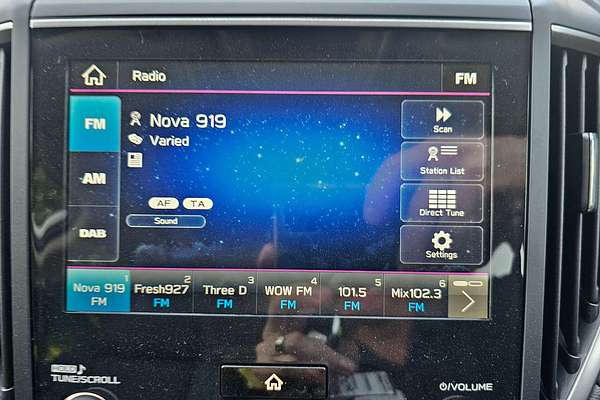 Radio FM
FM
AM
DAB
Nova 919
Varied
AF TA
Sound
Scan
Station List
Direct Tune
Settings
1 2 3 4 5 6
Nova 919 Fresh927 Three D WOW FM 101.5 Mix102.3
FM FM FM FM FM FM
HOLD
TUNE/SCROLL
VOLUME